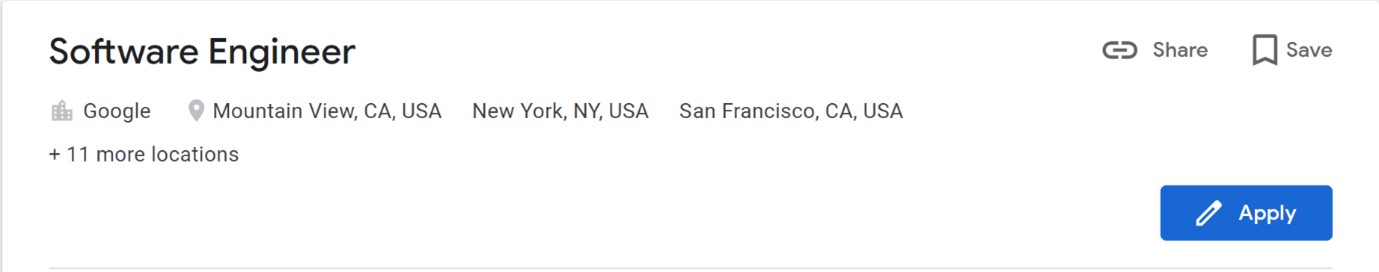 Software Engineer
Share
Save
Google
Mountain View, CA, USA
New York, NY, USA
San Francisco, CA, USA
+ 11 more locations
Apply